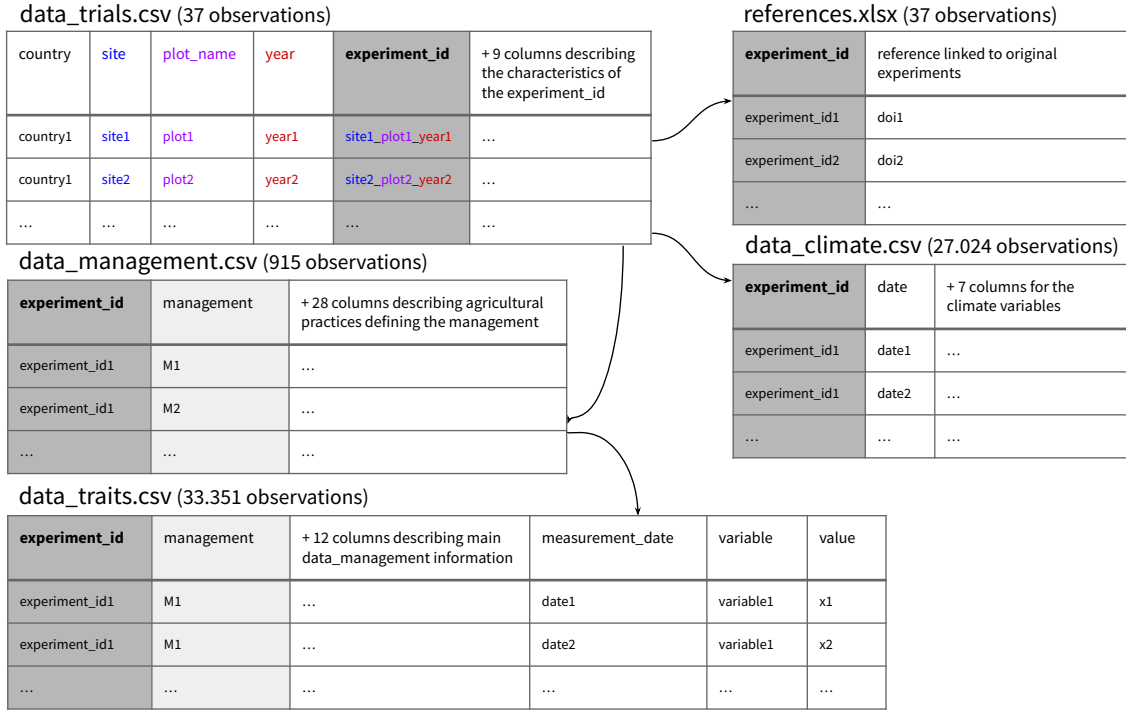 data_trials.csv (37 observations)
country site plot_name year experiment_id + 9 columns describing
the characteristics of
the experiment_id
country1 site1 plot1 year1 site1_plot1_year1 ...
country1 site2 plot2 year2 site2_plot2_year2 ...
... ... ... ... ... ...
references.xlsx (37 observations)
experiment_id reference linked to original
experiments
experiment_id1 doi1
experiment_id2 doi2
... ...
data_management.csv (915 observations)
experiment_id management + 28 columns describing agricultural
practices defining the management
experiment_id1 M1 ...
experiment_id1 M2 ...
... ... ...
data_climate.csv (27.024 observations)
experiment_id date + 7 columns for the
climate variables
experiment_id1 date1 ...
experiment_id1 date2 ...
... ... ...
data_traits.csv (33.351 observations)
experiment_id management + 12 columns describing main measurement_date variable value
data_management information
experiment_id1 M1 ... date1 variable1 x1
experiment_id1 M1 ... date2 variable1 x2
... ... ... ... ... ...